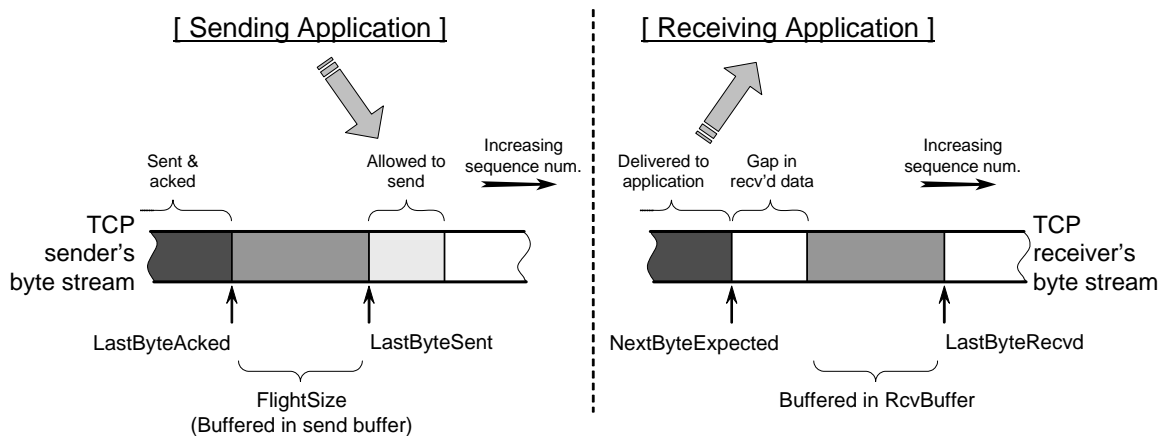 [ Sending Application ]
Sent &
acked
Allowed to
send
Increasing
sequence num.
TCP
sender's
byte stream
LastByteAcked
LastByteSent
FlightSize
(Buffered in send buffer)
[ Receiving Application ]
Delivered to
application
Gap in
recv'd data
Increasing
sequence num.
TCP
receiver's
byte stream
NextByteExpected
LastByteRecvd
Buffered in RcvBuffer